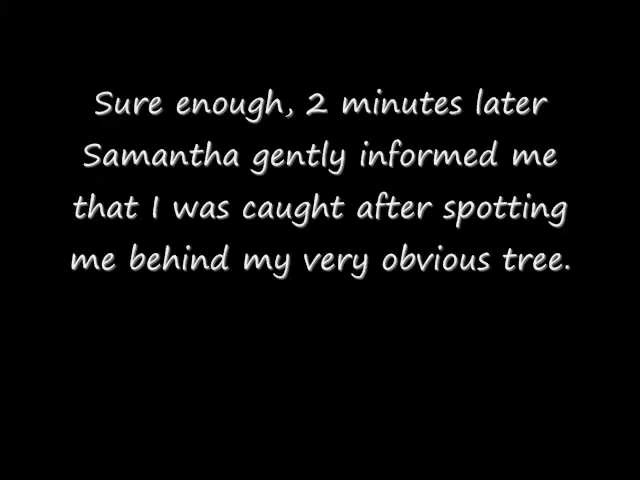 Sure enough, 2 minutes later
Samantha gently informed me
that I was caught after spotting
me behind my very obvious tree.